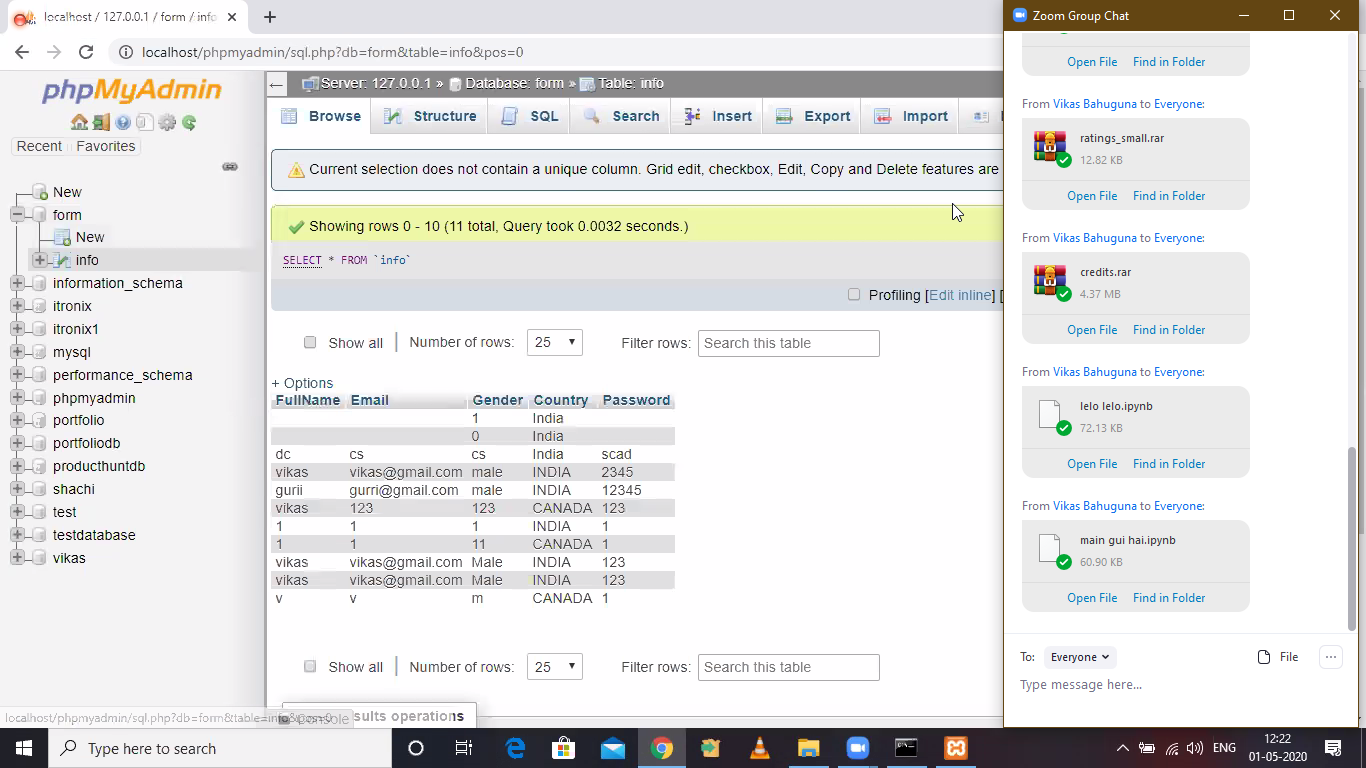 localhost / 127.0.0.1 / form / info
localhost/phpmyadmin/sql.php?db=form&table=info&pos=0
phpMyAdmin
Recent Favorites
New
form
New
info
information_schema
itronix
itronix1
mysql
performance_schema
phpmyadmin
portfolio
portfoliodb
producthuntdb
shachi
test
testdatabase
vikas
Server: 127.0.0.1 » Database: form » Table: info
Browse Structure SQL Search Insert Export Import
Current selection does not contain a unique column. Grid edit, checkbox, Edit, Copy and Delete features are
Showing rows 0 - 10 (11 total, Query took 0.0032 seconds.)
SELECT * FROM `info`
Profiling [Edit inline] [
Show all Number of rows: 25 Filter rows: Search this table
+ Options
FullName Email Gender Country Password
1 India
0 India
dc cs cs India scad
vikas vikas@gmail.com male INDIA 2345
gurii gurri@gmail.com male INDIA 12345
vikas 123 123 CANADA 123
1 1 1 INDIA 1
1 1 11 CANADA 1
vikas vikas@gmail.com Male INDIA 123
vikas vikas@gmail.com Male INDIA 123
v v m CANADA 1
Show all Number of rows: 25 Filter rows: Search this table
operations
Console
localhost/phpmyadmin/sql.php?db=form&table=info&pos=0
Zoom Group Chat
Open File Find in Folder
From Vikas Bahuguna to Everyone:
ratings_small.rar
12.82 KB
Open File Find in Folder
From Vikas Bahuguna to Everyone:
credits.rar
4.37 MB
Open File Find in Folder
From Vikas Bahuguna to Everyone:
lelo lelo.ipynb
72.13 KB
Open File Find in Folder
From Vikas Bahuguna to Everyone:
main gui hai.ipynb
60.90 KB
Open File Find in Folder
To: Everyone File
Type message here...
Type here to search
ENG
12:22
01-05-2020